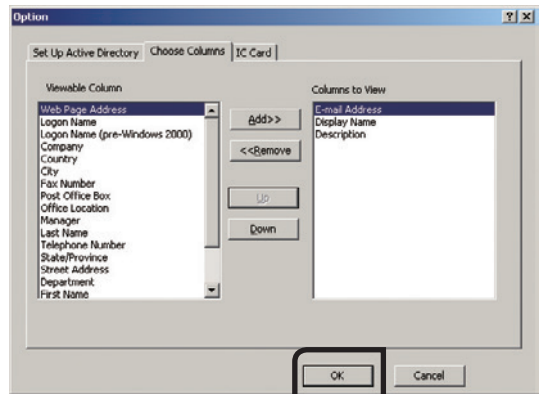 Option
Set Up Active Directory Choose Columns IC Card
Viewable Column
Web Page Address
Logon Name
Logon Name (pre-Windows 2000)
Company
Country
City
Fax Number
Post Office Box
Office Location
Manager
Last Name
Telephone Number
State/Province
Street Address
Department
First Name
Add>>
<<Remove
Up
Down
Columns to View
E-mail Address
Display Name
Description
OK Cancel